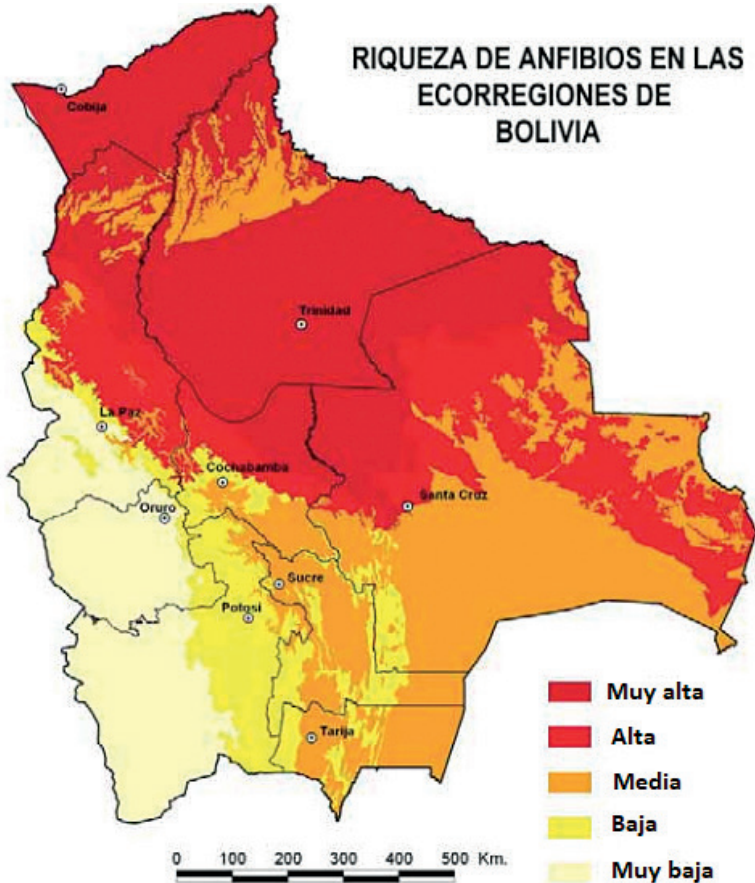 RIQUEZA DE ANFIBIOS EN LAS
ECORREGIONES DE
BOLIVIA
Cobija
Trinidad
La Paz
Cochabamba
Santa Cruz
Oruro
Sucre
Potosí
Tarija
Muy alta
Alta
Media
Baja
Muy baja
0 100 200 300 400 500 Km.